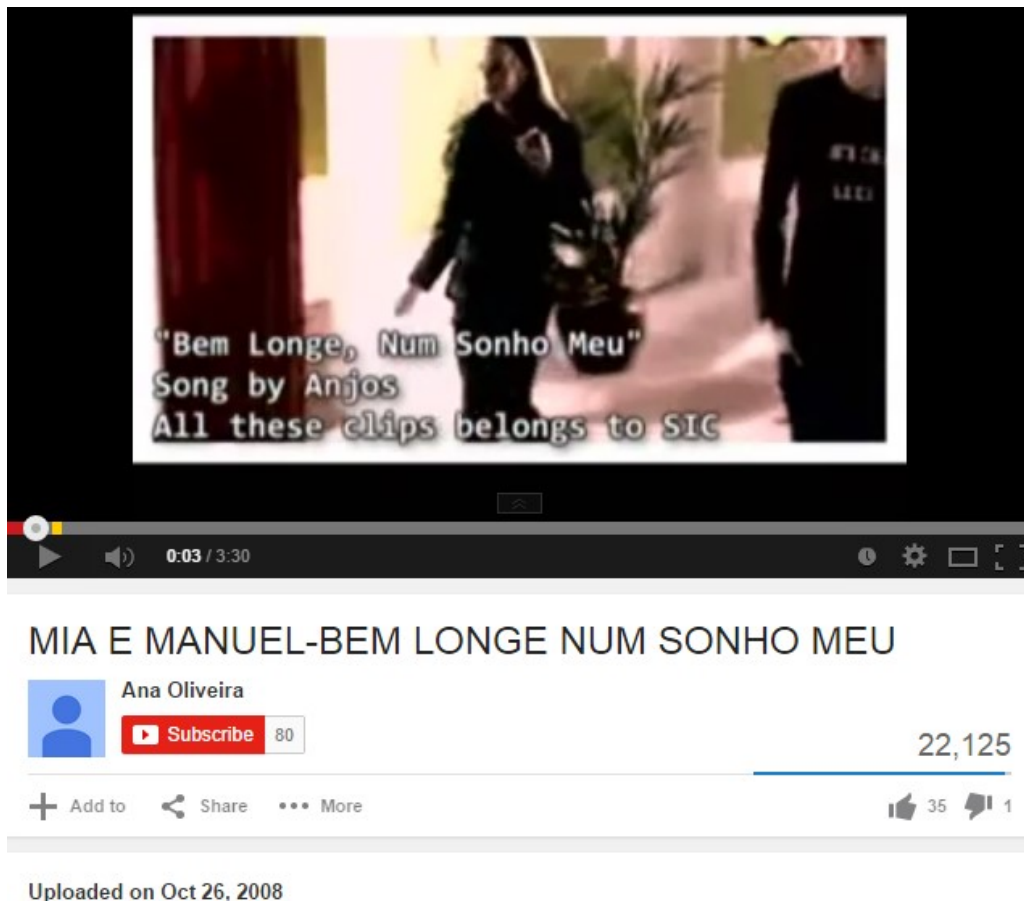 "Bem Longe, Num Sonho Meu"
Song by Anjos
All these clips belongs to SIC
0:03 / 3:30
MIA E MANUEL-BEM LONGE NUM SONHO MEU
Ana Oliveira
Subscribe 80
22,125
Add to Share More
35 1
Uploaded on Oct 26, 2008